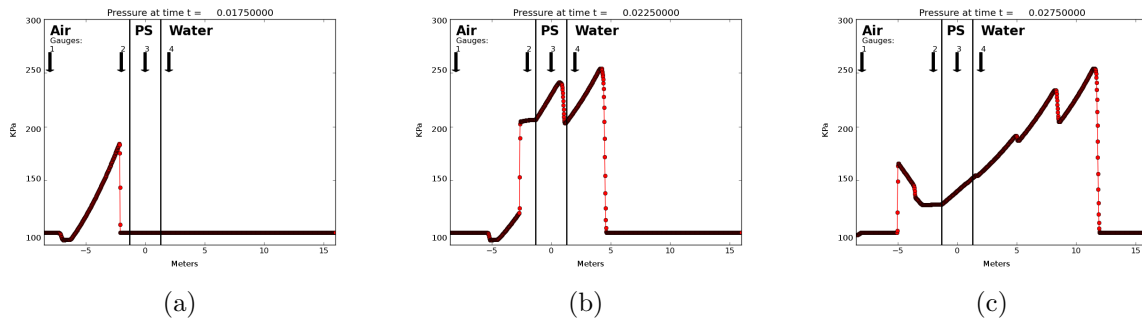 Pressure at time t = 0.01750000
Air PS Water
Gauges:
1 2 3 4
300
250
200
150
100
KPa
−5 0 5 10 15
Meters
(a)
Pressure at time t = 0.02250000
Air PS Water
Gauges:
1 2 3 4
300
250
200
150
100
KPa
−5 0 5 10 15
Meters
(b)
Pressure at time t = 0.02750000
Air PS Water
Gauges:
1 2 3 4
300
250
200
150
100
KPa
−5 0 5 10 15
Meters
(c)